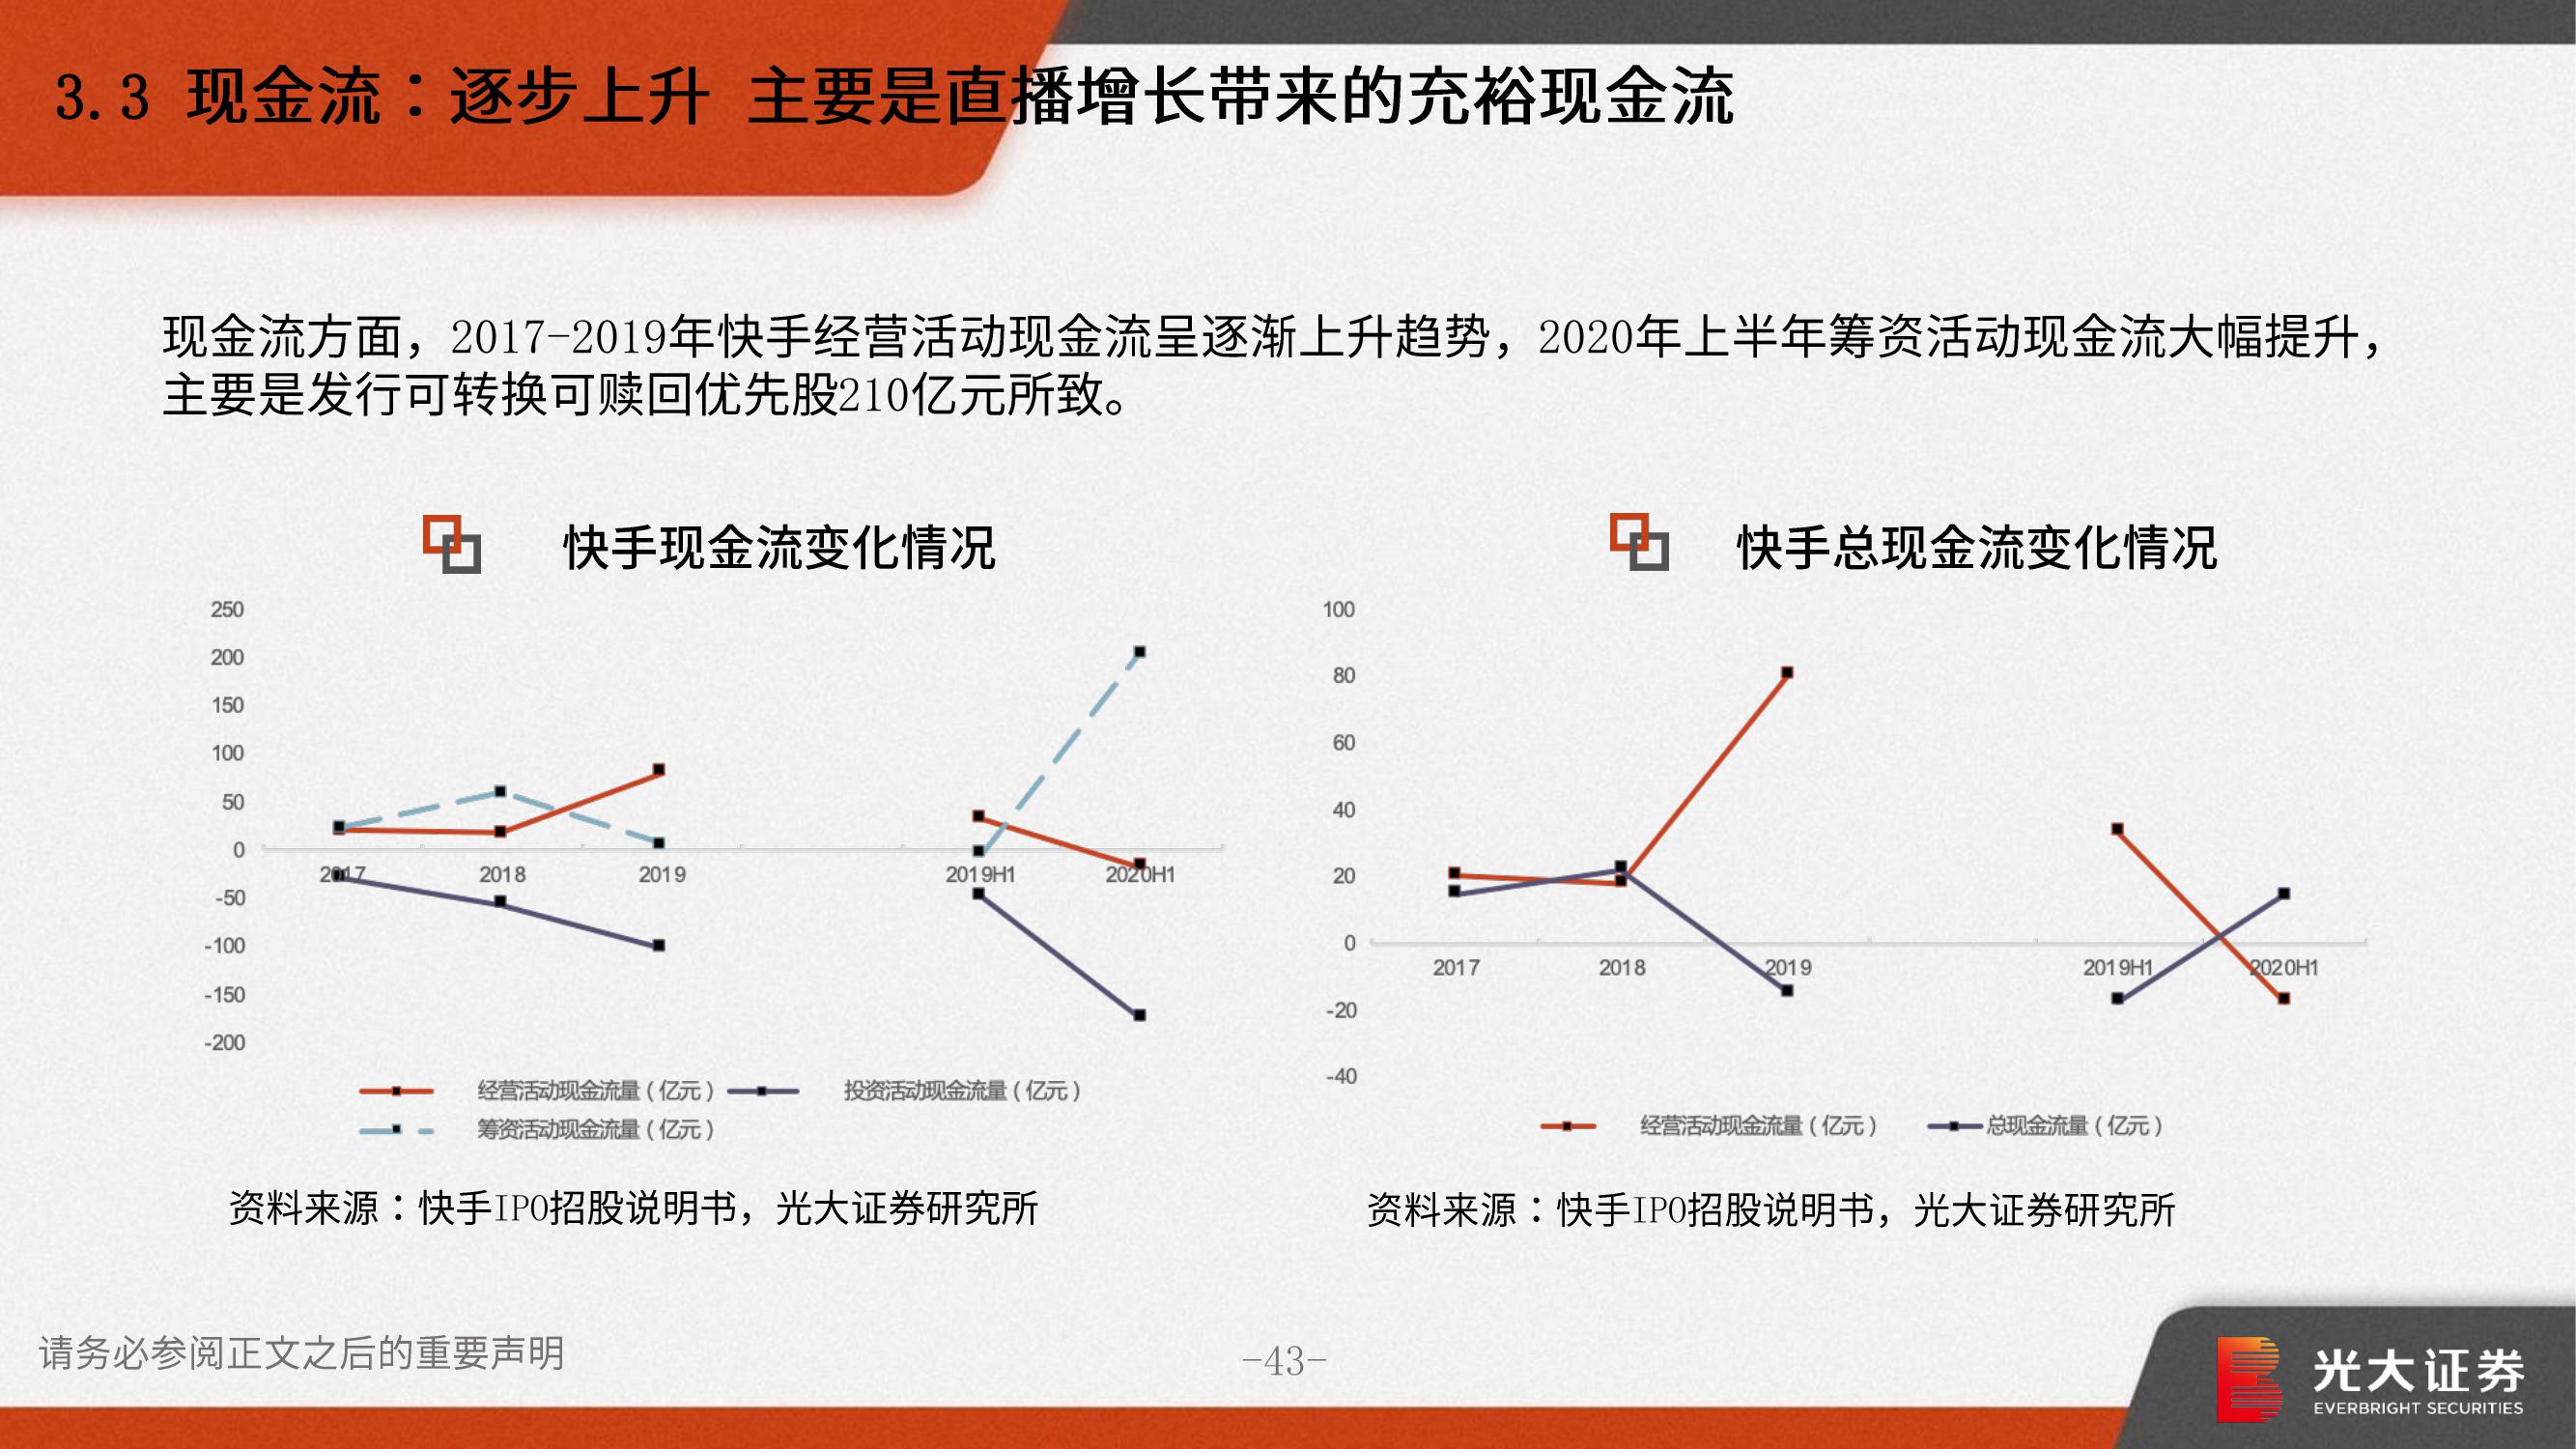 3.3 现金流：逐步上升 主要是直播增长带来的充裕现金流
现金流方面，2017-2019年快手经营活动现金流呈逐渐上升趋势，2020年上半年筹资活动现金流大幅提升，
主要是发行可转换可赎回优先股210亿元所致。
快手现金流变化情况
250
200
150
100
50
0
-50
-100
-150
-200
2017
2018
2019
2019H1
2020H1
经营活动现金流量（亿元）
投资活动现金流量（亿元）
筹资活动现金流量（亿元）
资料来源：快手IPO招股说明书，光大证券研究所
快手总现金流变化情况
100
80
60
40
20
0
-20
-40
2017
2018
2019
2019H1
2020H1
经营活动现金流量（亿元）
总现金流量（亿元）
资料来源：快手IPO招股说明书，光大证券研究所
请务必参阅正文之后的重要声明
-43-
光大证券
EVERBRIGHT SECURITIES